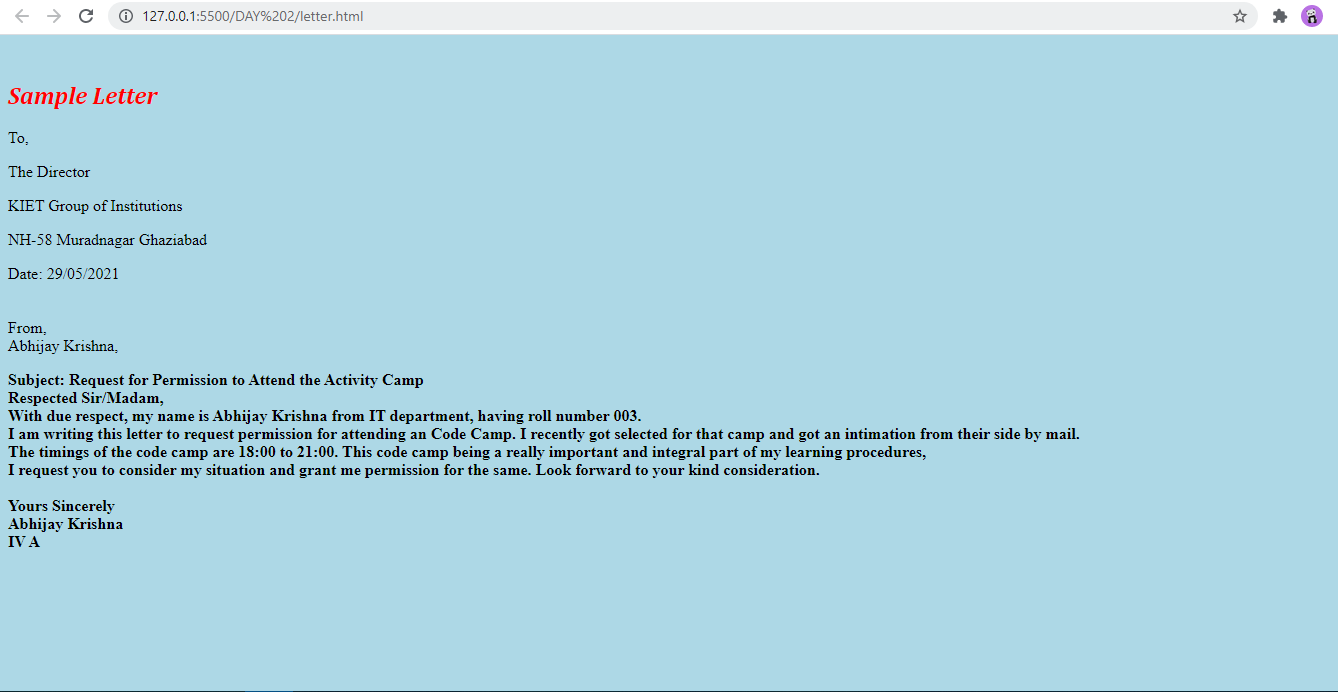 127.0.0.1:5500/DAY%202/letter.html
Sample Letter
To,
The Director
KIET Group of Institutions
NH-58 Muradnagar Ghaziabad
Date: 29/05/2021
From,
Abhijay Krishna,
Subject: Request for Permission to Attend the Activity Camp
Respected Sir/Madam,
With due respect, my name is Abhijay Krishna from IT department, having roll number 003.
I am writing this letter to request permission for attending an Code Camp. I recently got selected for that camp and got an intimation from their side by mail.
The timings of the code camp are 18:00 to 21:00. This code camp being a really important and integral part of my learning procedures,
I request you to consider my situation and grant me permission for the same. Look forward to your kind consideration.
Yours Sincerely
Abhijay Krishna
IV A